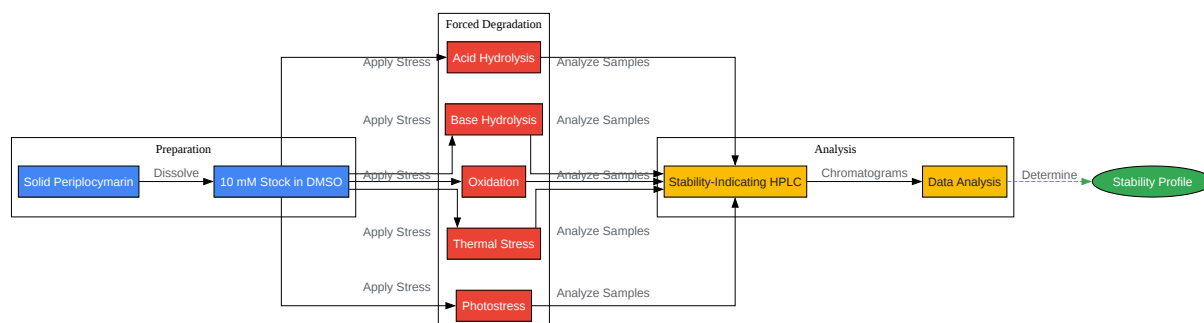 Forced Degradation
Apply Stress
Acid Hydrolysis
Analyze Samples
Apply Stress
Base Hydrolysis
Analyze Samples
Preparation
Analysis
Solid Periplocymarin
Dissolve
10 mM Stock in DMSO
Apply Stress
Oxidation
Analyze Samples
Stability-Indicating HPLC
Chromatograms
Data Analysis
Determine
Stability Profile
Apply Stress
Thermal Stress
Analyze Samples
Apply Stress
Photostress
Analyze Samples